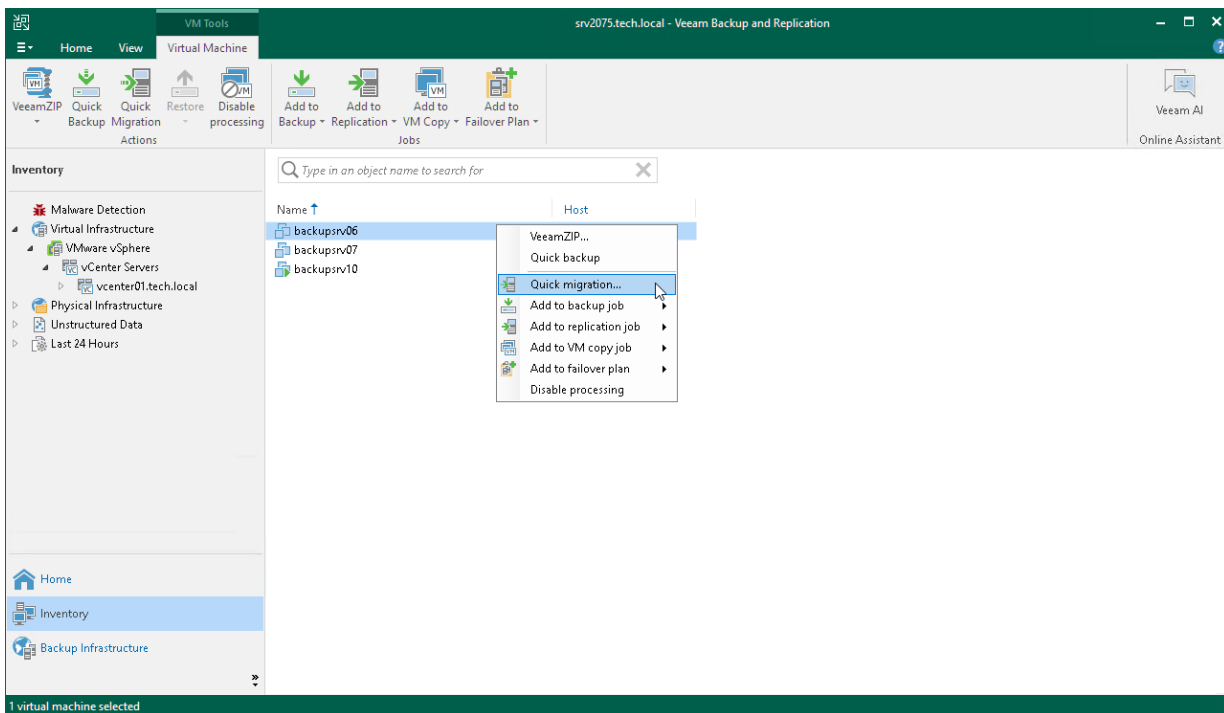 VM Tools
srv2075.tech.local - Veeam Backup and Replication
Home View Virtual Machine
VM
VM
VM
VeeamZIP Quick Backup Quick Migration Restore Disable processing
Actions
Add to Backup Add to Replication Add to VM Copy Add to Failover Plan
Jobs
Veeam AI
Online Assistant
Inventory
Type in an object name to search for
Malware Detection
Virtual Infrastructure
VMware vSphere
vCenter Servers
vcenter01.tech.local
Physical Infrastructure
Unstructured Data
Last 24 Hours
Name Host
backupsrv06
backupsrv07
backupsrv10
VeeamZIP...
Quick backup
Quick migration...
Add to backup job
Add to replication job
Add to VM copy job
Add to failover plan
Disable processing
Home
Inventory
Backup Infrastructure
1 virtual machine selected